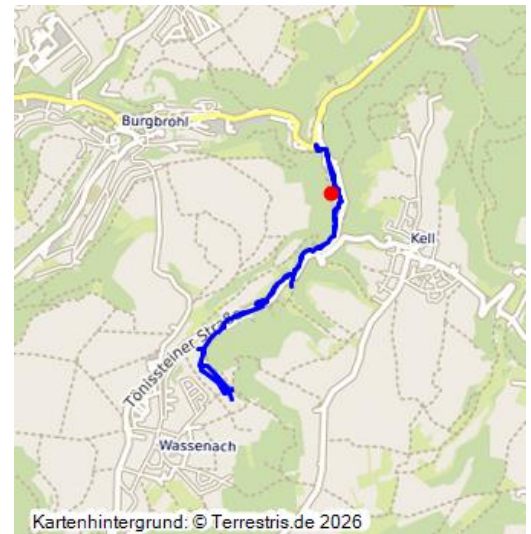 Burgbrohl
Kell
Tönissteiner Straße
Wassenach
Kartenhintergrund: © Terrestris.de 2026